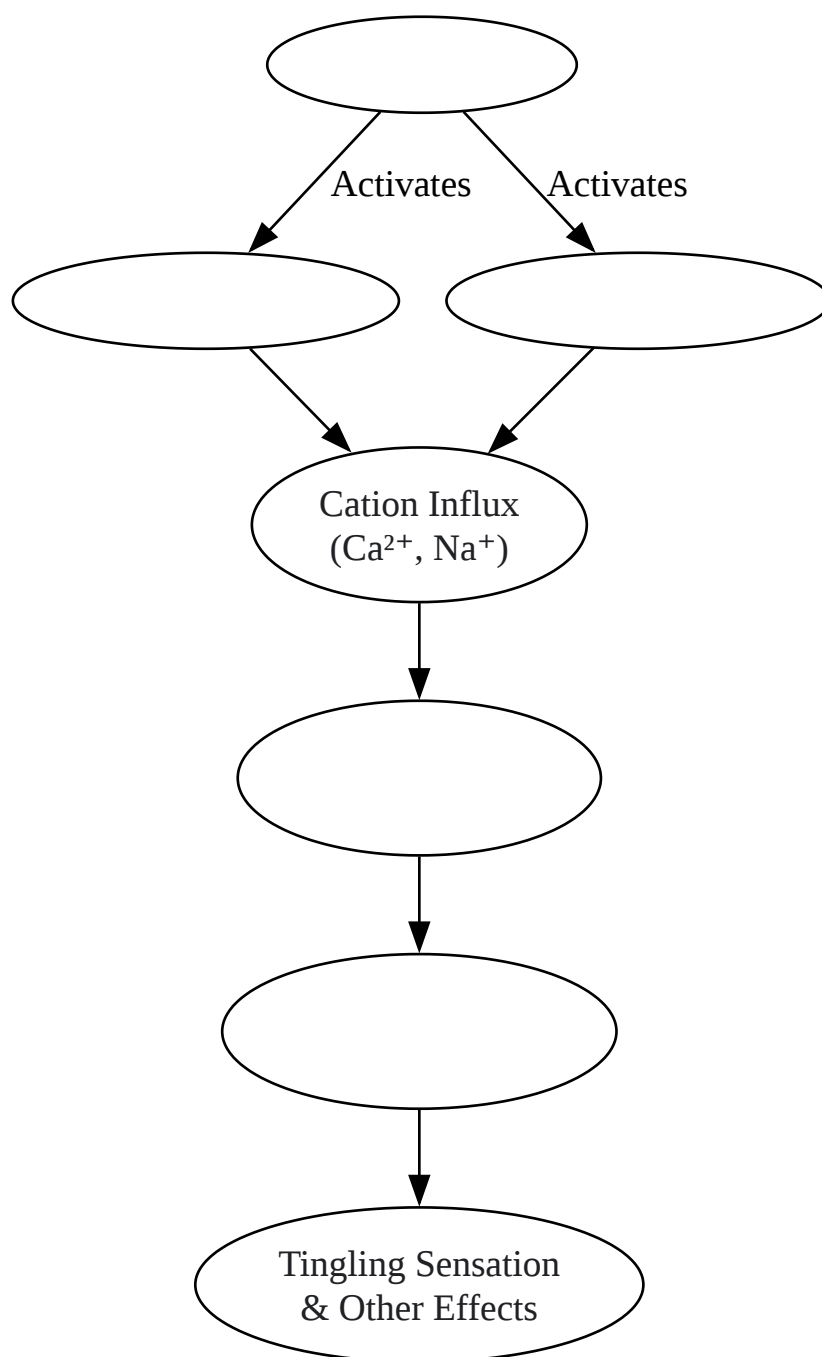 Activates
Activates
Cation Influx
(Ca²⁺, Na⁺)
Tingling Sensation
& Other Effects